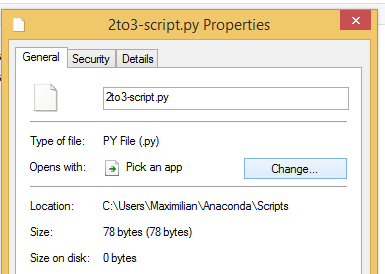 2to3-script.py Properties
General Security Details
2to3-script.py
Type of file: PY File (.py)
Opens with: Pick an app Change...
Location: C:\Users\Maximilian\Anaconda\Scripts
Size: 78 bytes (78 bytes)
Size on disk: 0 bytes